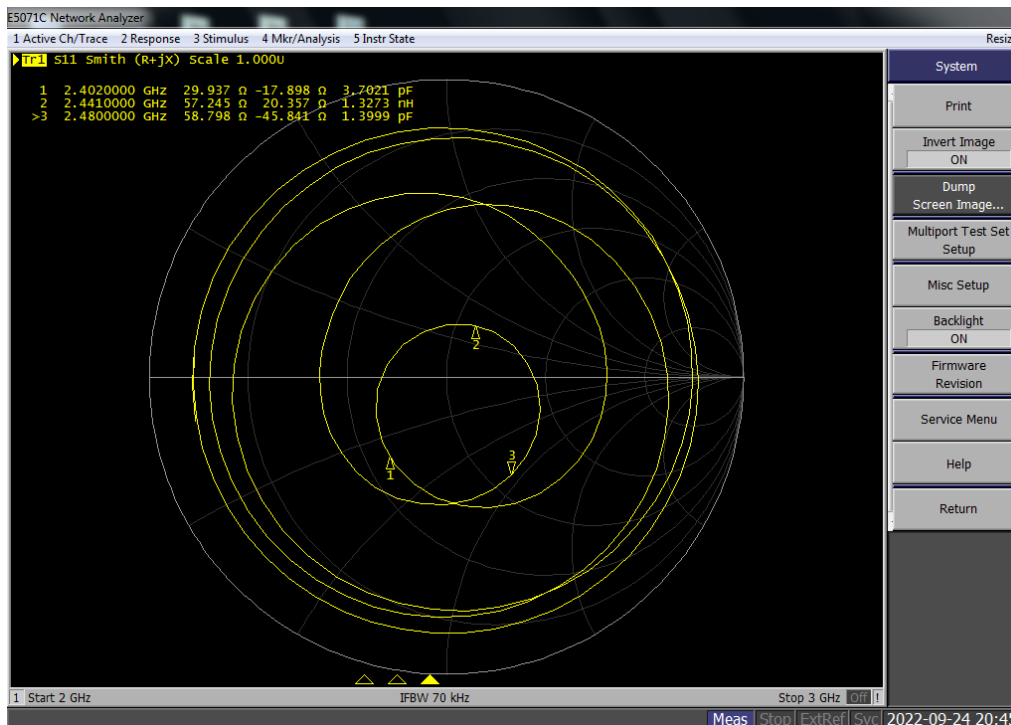 E5071C Network Analyzer
1 Active Ch/Trace 2 Response 3 Stimulus 4 Mkr/Analysis 5 Instr State Resiz
Tr1 S11 Smith (R+jX) Scale 1.000U
1 2.4020000 GHz 29.937 Ω -17.898 Ω 3.7021 pF
2 2.4410000 GHz 57.245 Ω 20.357 Ω 1.3273 nH
>3 2.4800000 GHz 58.798 Ω -45.841 Ω 1.3999 pF
2
3
1
System
Print
Invert Image
ON
Dump
Screen Image...
Multiport Test Set
Setup
Misc Setup
Backlight
ON
Firmware
Revision
Service Menu
Help
Return
1 Start 2 GHz IFBW 70 kHz Stop 3 GHz Off !
Meas Stop ExtRef Svc 2022-09-24 20:45